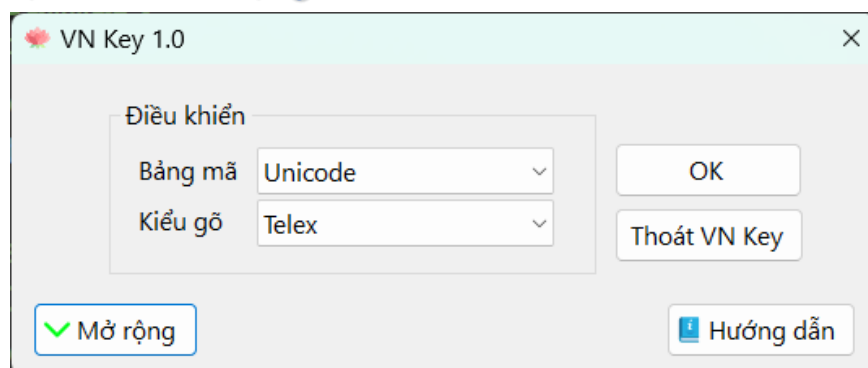 VN Key 1.0
Điều khiển
Bảng mã Unicode OK
Kiểu gõ Telex Thoát VN Key
Mở rộng Hướng dẫn